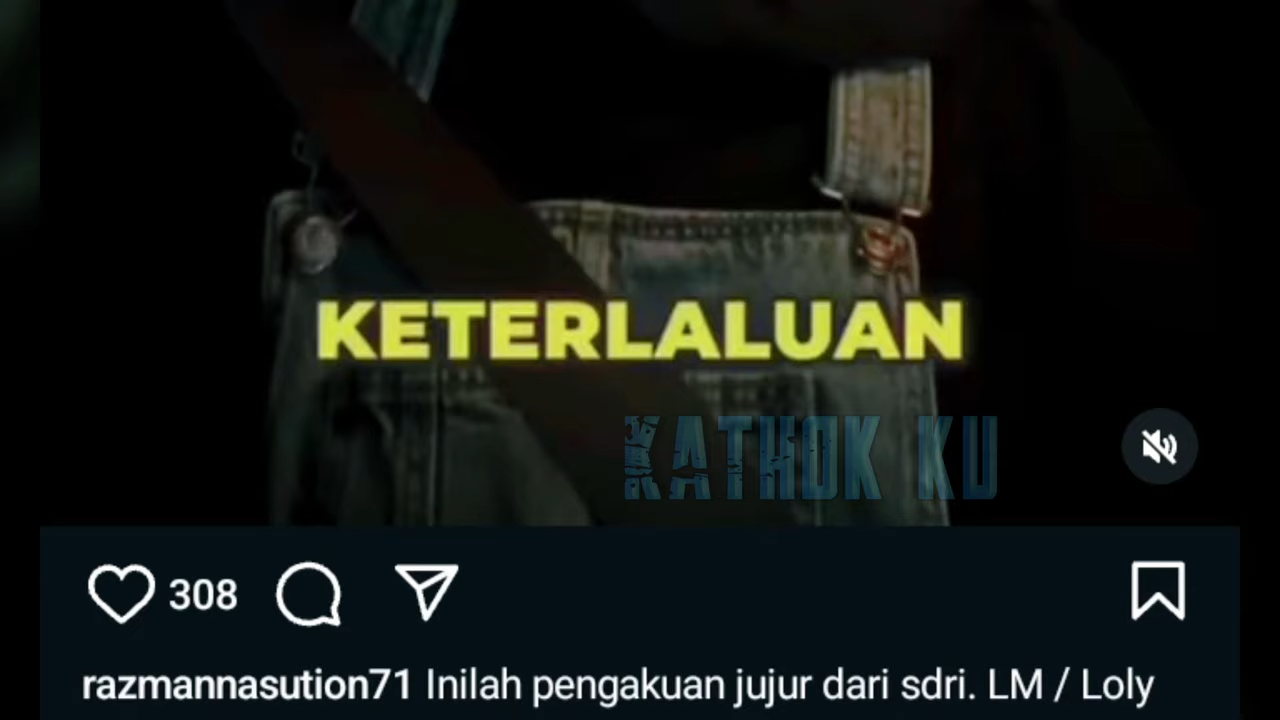 KETERLALUAN
KATHOK KU
308
razmannasution71 Inilah pengakuan jujur dari sdri. LM / Loly